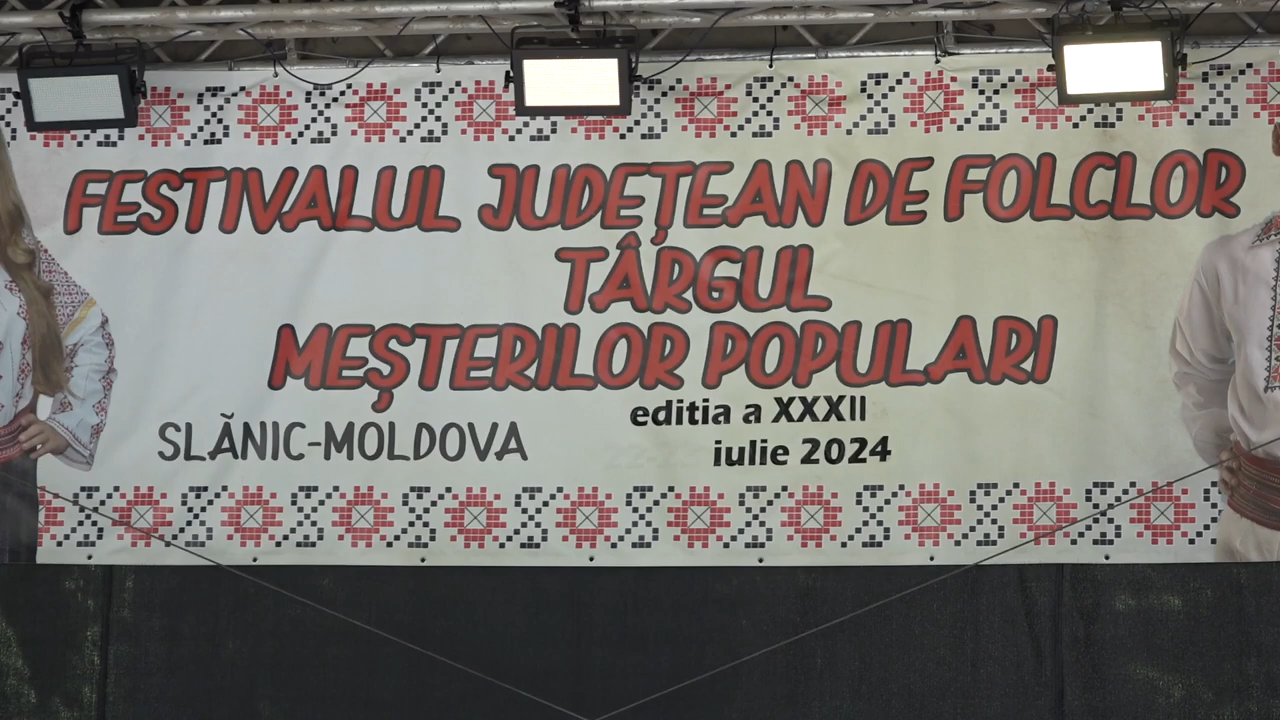 FESTIVALUL JUDEȚEAN DE FOLCLOR
TÂRGUL
MEȘTERILOR POPULARI
editia a XXXII
SLĂNIC-MOLDOVA
iulie 2024